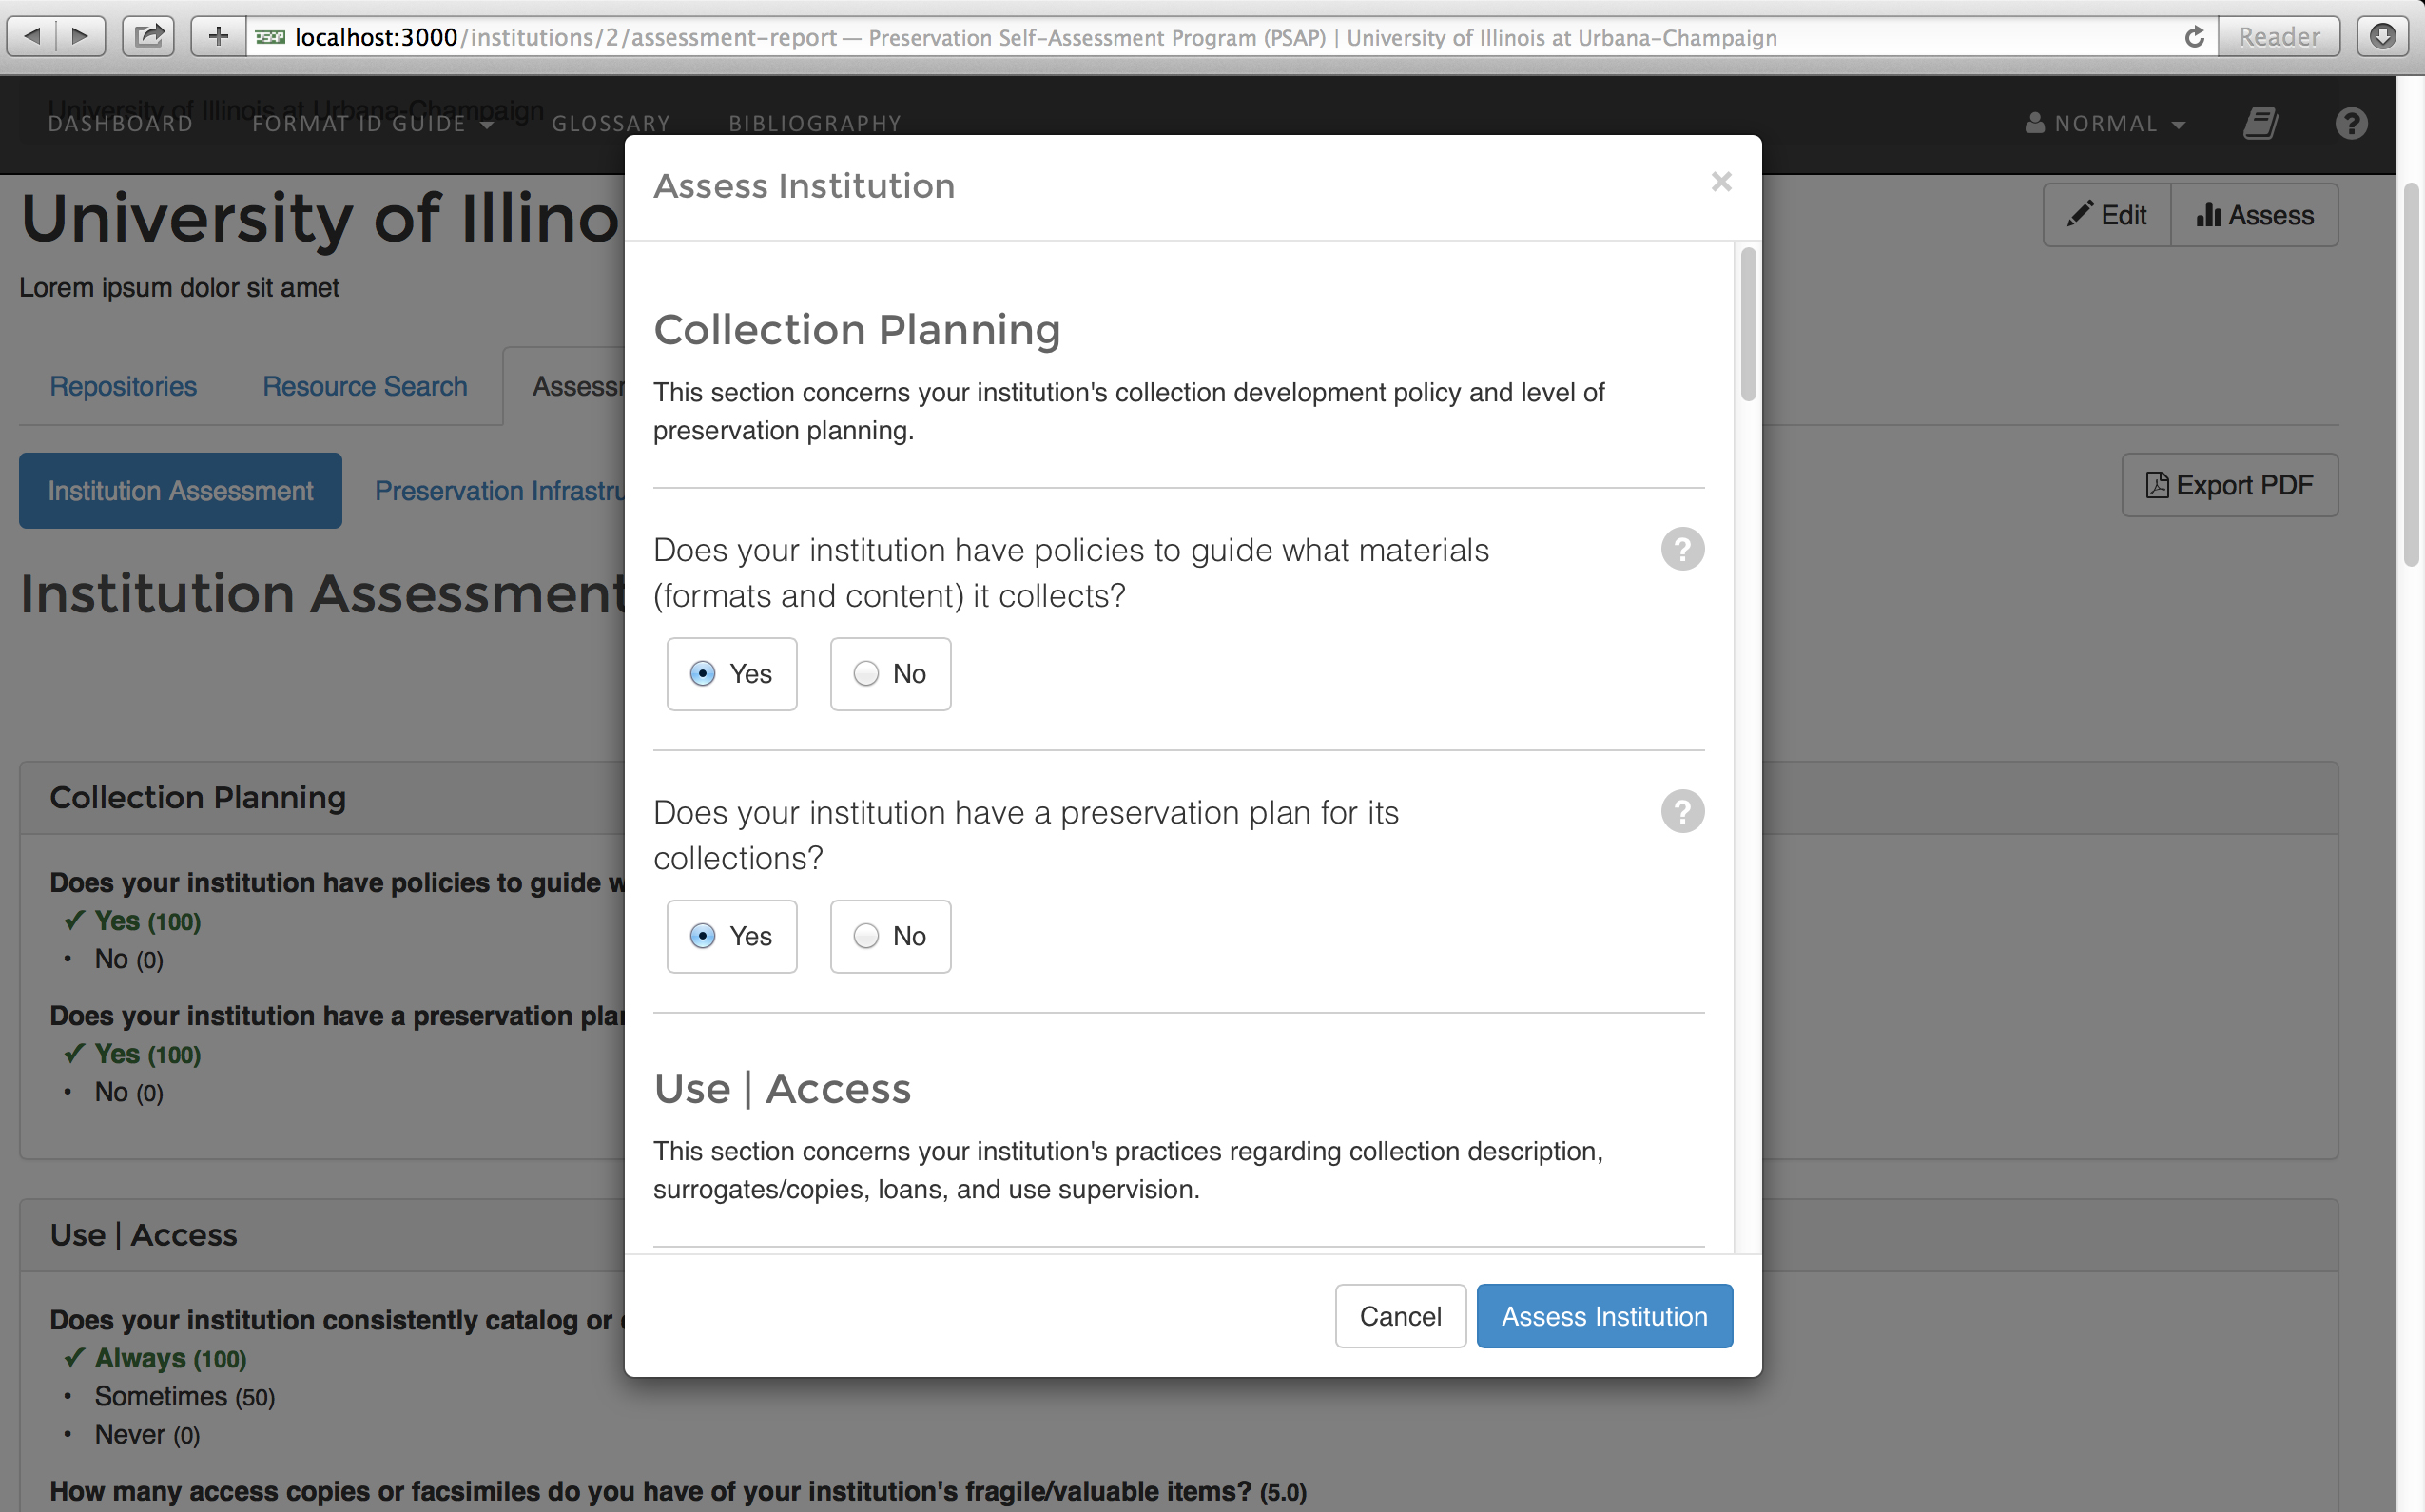 localhost:3000/institutions/2/assessment-report — Preservation Self-Assessment Program (PSAP) | University of Illinois at Urbana-Champaign
Reader
University of Illinois at Urbana-Champaign
DASHBOARD FORMAT ID GUIDE GLOSSARY BIBLIOGRAPHY NORMAL ?
University of Illino
Edit Assess
Lorem ipsum dolor sit amet
Repositories Resource Search Assessr
Institution Assessment Preservation Infrastru
Export PDF
Institution Assessment
Collection Planning
Does your institution have policies to guide w
✓ Yes (100)
• No (0)
Does your institution have a preservation plan
✓ Yes (100)
• No (0)
Use | Access
Does your institution consistently catalog or
✓ Always (100)
• Sometimes (50)
• Never (0)
How many access copies or facsimiles do you have of your institution's fragile/valuable items? (5.0)
Assess Institution ×
Collection Planning
This section concerns your institution's collection development policy and level of
preservation planning.
Does your institution have policies to guide what materials ?
(formats and content) it collects?
Yes No
Does your institution have a preservation plan for its ?
collections?
Yes No
Use | Access
This section concerns your institution's practices regarding collection description,
surrogates/copies, loans, and use supervision.
Cancel Assess Institution